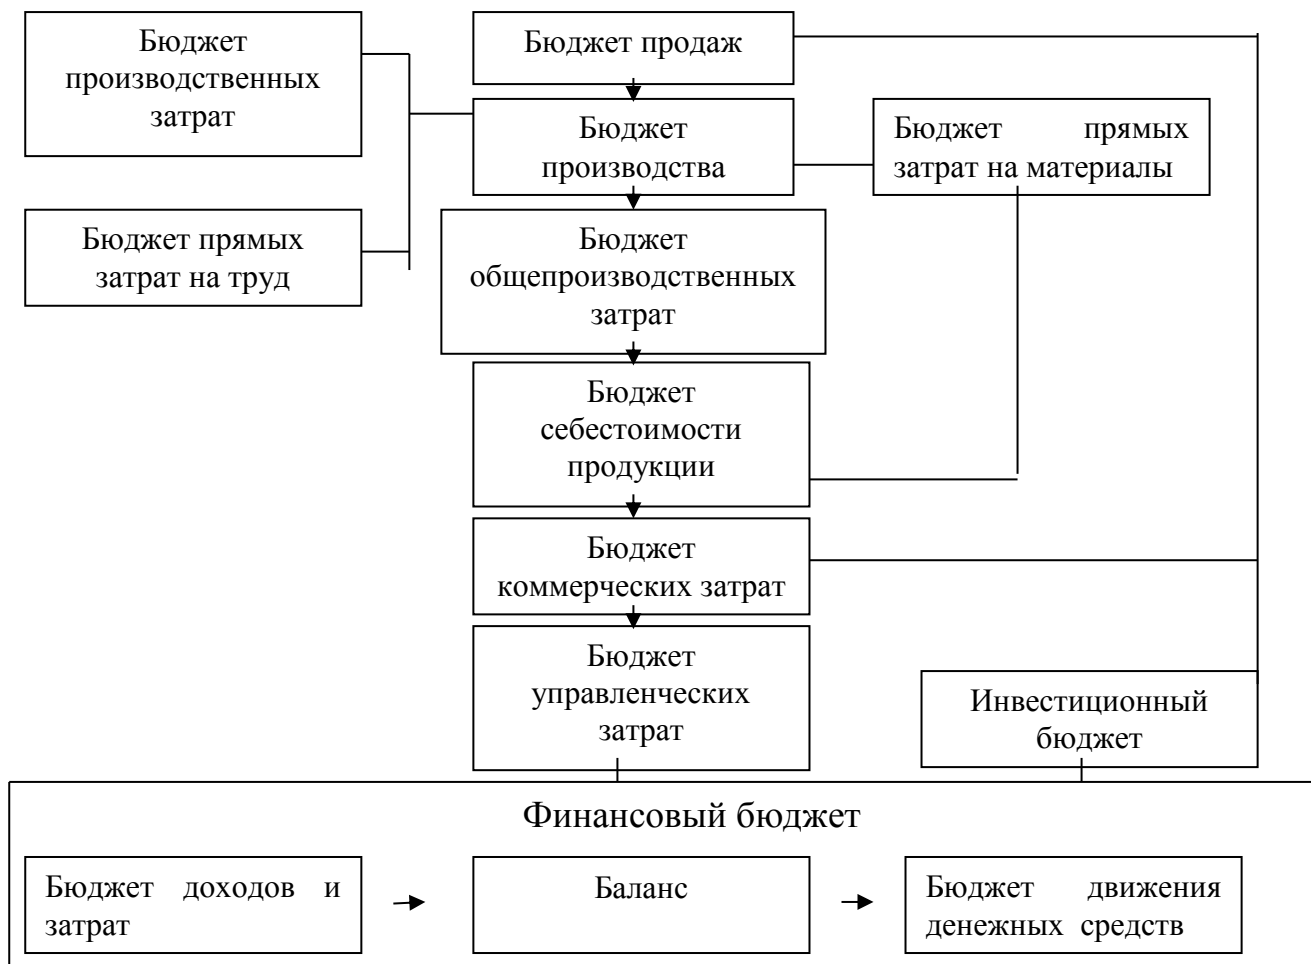 Бюджет
производственных
затрат
Бюджет продаж
Бюджет
производства
Бюджет прямых
затрат на материалы
Бюджет прямых
затрат на труд
Бюджет
общепроизводственных
затрат
Бюджет
себестоимости
продукции
Бюджет
коммерческих затрат
Бюджет
управленческих
затрат
Инвестиционный
бюджет
Финансовый бюджет
Бюджет доходов и
затрат
Баланс
Бюджет движения
денежных средств